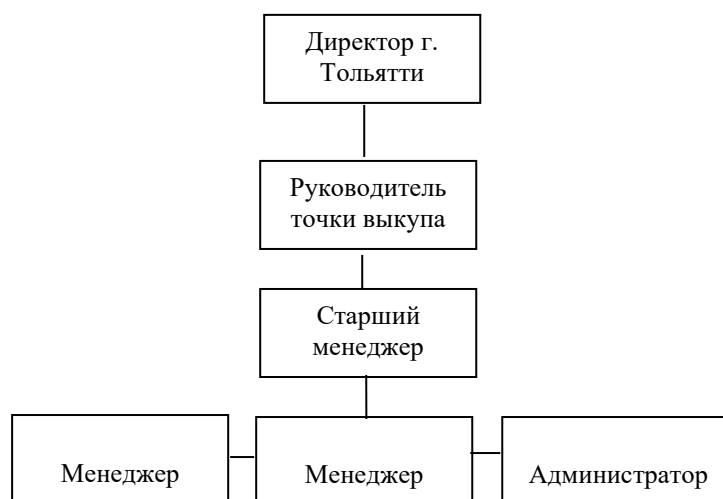 Директор г.
Тольятти
Руководитель
точки выкупа
Старший
менеджер
Менеджер
Менеджер
Администратор